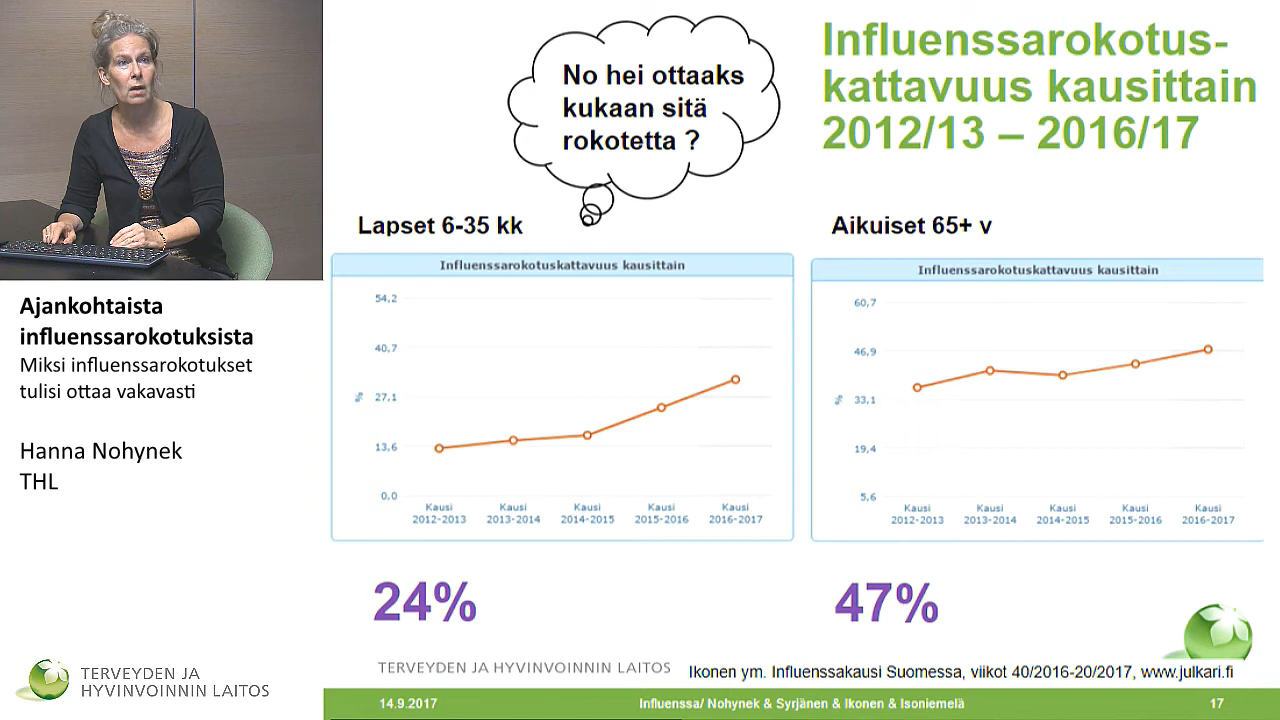 Ajankohtaista
influenssarokotuksista
Miksi influenssarokotukset
tulisi ottaa vakavasti
Hanna Nohynek
THL
TERVEYDEN JA
HYVINVOINNIN LAITOS
No hei ottaaks
kukaan sitä
rokotetta ?
Influenssarokotus-
kattavuus kausittain
2012/13 – 2016/17
Lapset 6-35 kk
Influenssarokotuskattavuus kausittain
54,2
40,7
%
27,1
13,6
0,0
Kausi Kausi Kausi Kausi Kausi
2012-2013 2013-2014 2014-2015 2015-2016 2016-2017
24%
Aikuiset 65+ v
Influenssarokotuskattavuus kausittain
60,7
46,9
%
33,1
19,4
5,6
Kausi Kausi Kausi Kausi Kausi
2012-2013 2013-2014 2014-2015 2015-2016 2016-2017
47%
TERVEYDEN JA HYVINVOINNIN LAITOS
Ikonen ym. Influenssakausi Suomessa, viikot 40/2016-20/2017, www.julkari.fi
14.9.2017
Influenssa/ Nohynek & Syrjänen & Ikonen & Isoniemelä
17